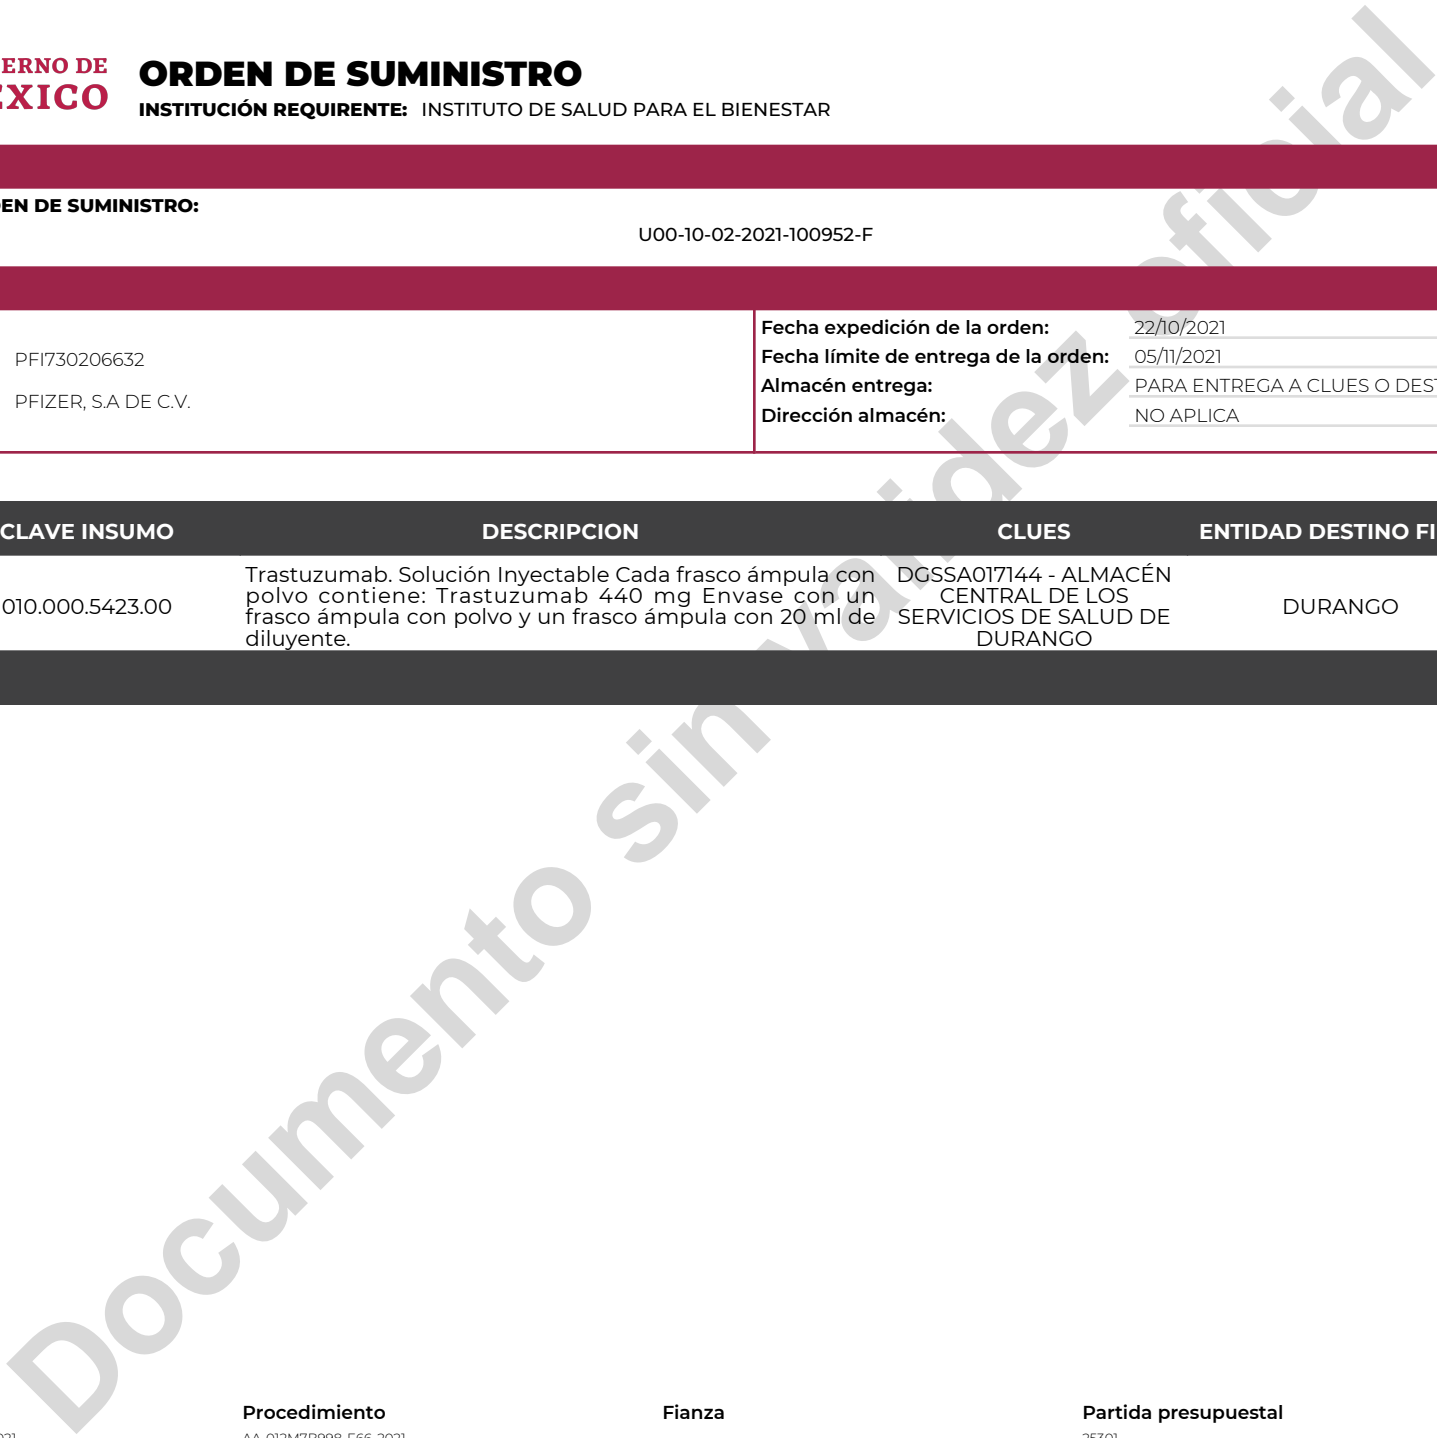 ERNO DE
EXICO
ORDEN DE SUMINISTRO
INSTITUCIÓN REQUIRENTE: INSTITUTO DE SALUD PARA EL BIENESTAR
EN DE SUMINISTRO:
U00-10-02-2021-100952-F
PFI730206632
PFIZER, S.A DE C.V.
Fecha expedición de la orden: 22/10/2021
Fecha límite de entrega de la orden: 05/11/2021
Almacén entrega: PARA ENTREGA A CLUES O DEST
Dirección almacén: NO APLICA
CLAVE INSUMO DESCRIPCION CLUES ENTIDAD DESTINO FI
010.000.5423.00
Trastuzumab. Solución Inyectable Cada frasco ámpula con
polvo contiene: Trastuzumab 440 mg Envase con un
frasco ámpula con polvo y un frasco ámpula con 20 ml de
diluyente.
DGSSA017144 - ALMACÉN
CENTRAL DE LOS
SERVICIOS DE SALUD DE
DURANGO
DURANGO
Documento sin validez oficial
Procedimiento Fianza Partida presupuestal